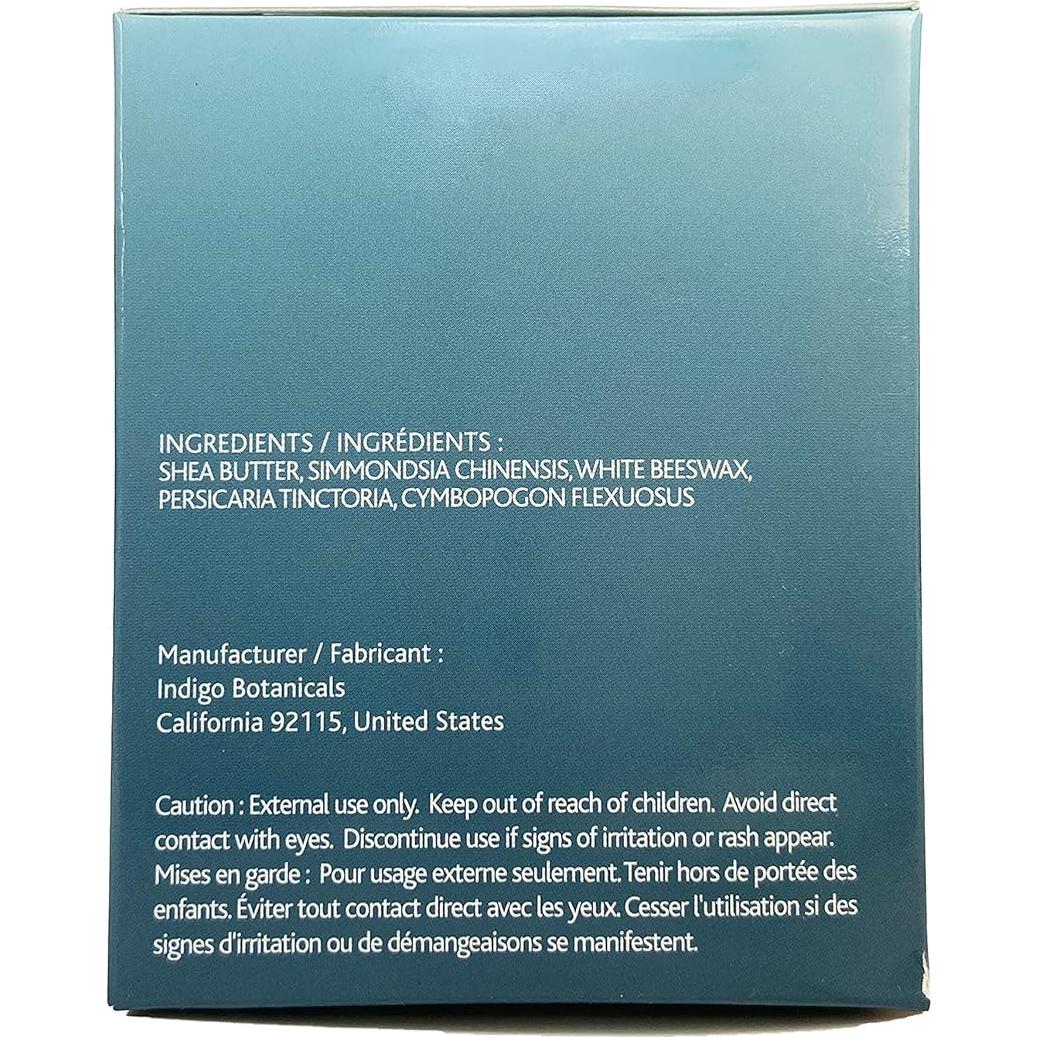 INGREDIENTS / INGRÉDIENTS :
SHEA BUTTER, SIMMONDSIA CHINENSIS, WHITE BEESWAX,
PERSICARIA TINCTORIA, CYMBOPOGON FLEXUOSUS
Manufacturer / Fabricant :
Indigo Botanicals
California 92115, United States
Caution : External use only. Keep out of reach of children. Avoid direct
contact with eyes. Discontinue use if signs of irritation or rash appear.
Mises en garde : Pour usage externe seulement. Tenir hors de portée des
enfants. Éviter tout contact direct avec les yeux. Cesser l'utilisation si des
signes d'irritation ou de démangeaisons se manifestent.